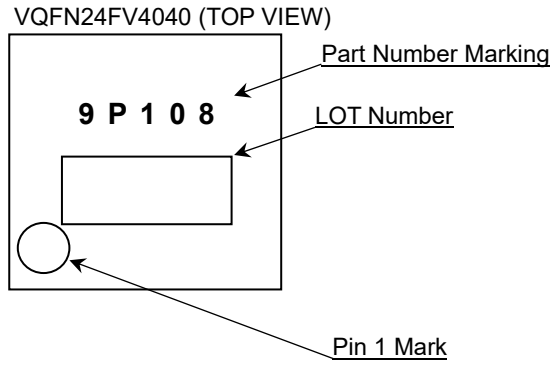 VQFN24FV4040 (TOP VIEW)
Part Number Marking
9 P 1 0 8
LOT Number
Pin 1 Mark